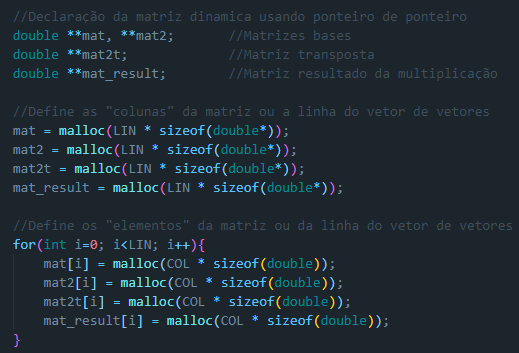 //Declaração da matriz dinamica usando ponteiro de ponteiro
double **mat, **mat2;       //Matrizes bases
double **mat2t;             //Matriz transposta
double **mat_result;        //Matriz resultado da multiplicação
//Define as "colunas" da matriz ou a linha do vetor de vetores
mat = malloc(LIN * sizeof(double*));
mat2 = malloc(LIN * sizeof(double*));
mat2t = malloc(LIN * sizeof(double*));
mat_result = malloc(LIN * sizeof(double*));
//Define os "elementos" da matriz ou da linha do vetor de vetores
for(int i=0; i<LIN; i++){
    mat[i] = malloc(COL * sizeof(double));
    mat2[i] = malloc(COL * sizeof(double));
    mat2t[i] = malloc(COL * sizeof(double));
    mat_result[i] = malloc(COL * sizeof(double));
}